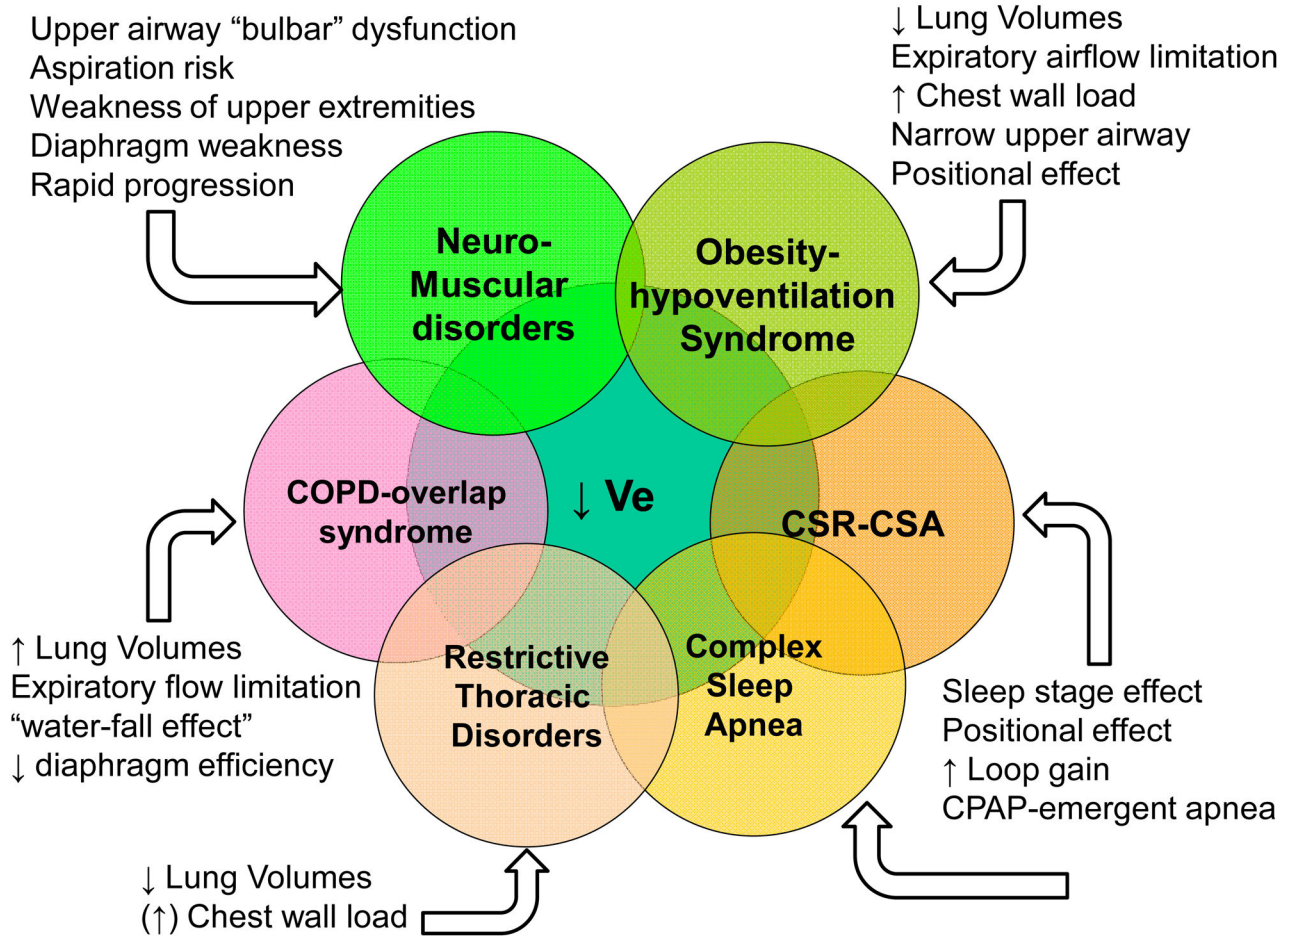 Upper airway “bulbar” dysfunction
Aspiration risk
Weakness of upper extremities
Diaphragm weakness
Rapid progression
↓ Lung Volumes
Expiratory airflow limitation
↑ Chest wall load
Narrow upper airway
Positional effect
Neuro-
Muscular
disorders
Obesity-
hypoventilation
Syndrome
COPD-overlap
syndrome
↓ Ve
CSR-CSA
Restrictive
Thoracic
Disorders
Complex
Sleep
Apnea
↑ Lung Volumes
Expiratory flow limitation
“water-fall effect”
↓ diaphragm efficiency
Sleep stage effect
Positional effect
↑ Loop gain
CPAP-emergent apnea
↓ Lung Volumes
(↑) Chest wall load